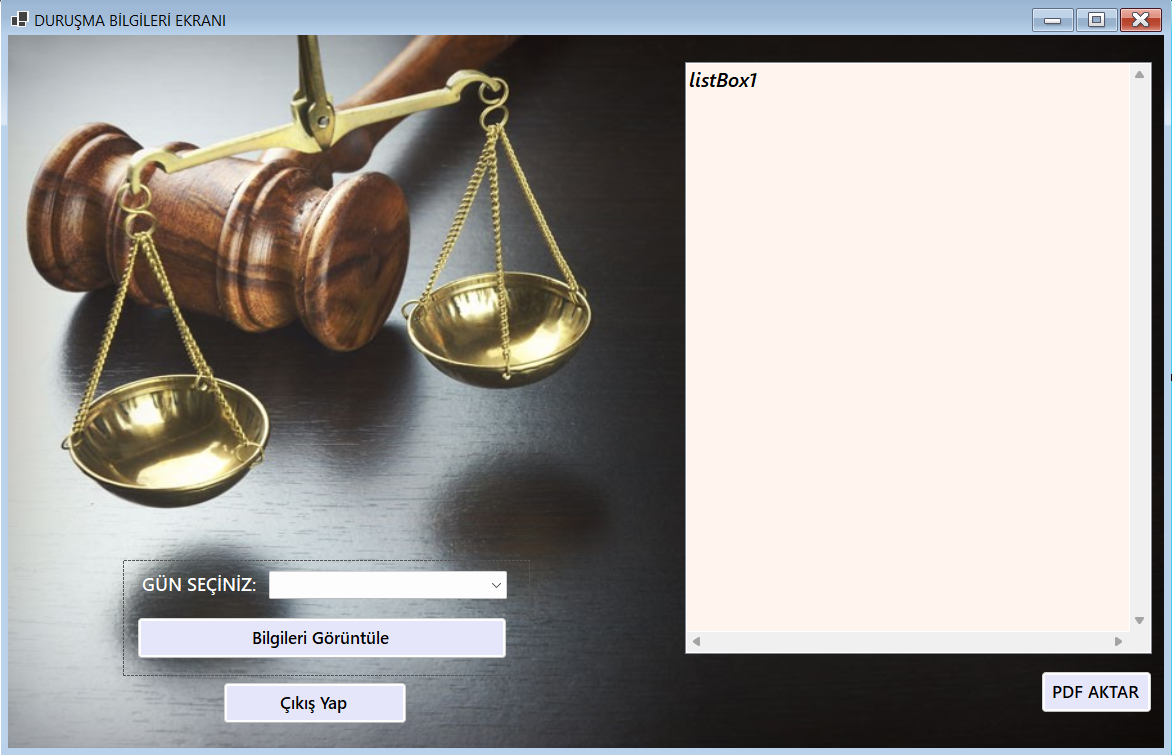 DURUŞMA BİLGİLERİ EKRANI
listBox1
GÜN SEÇİNİZ:
Bilgileri Görüntüle
Çıkış Yap
PDF AKTAR